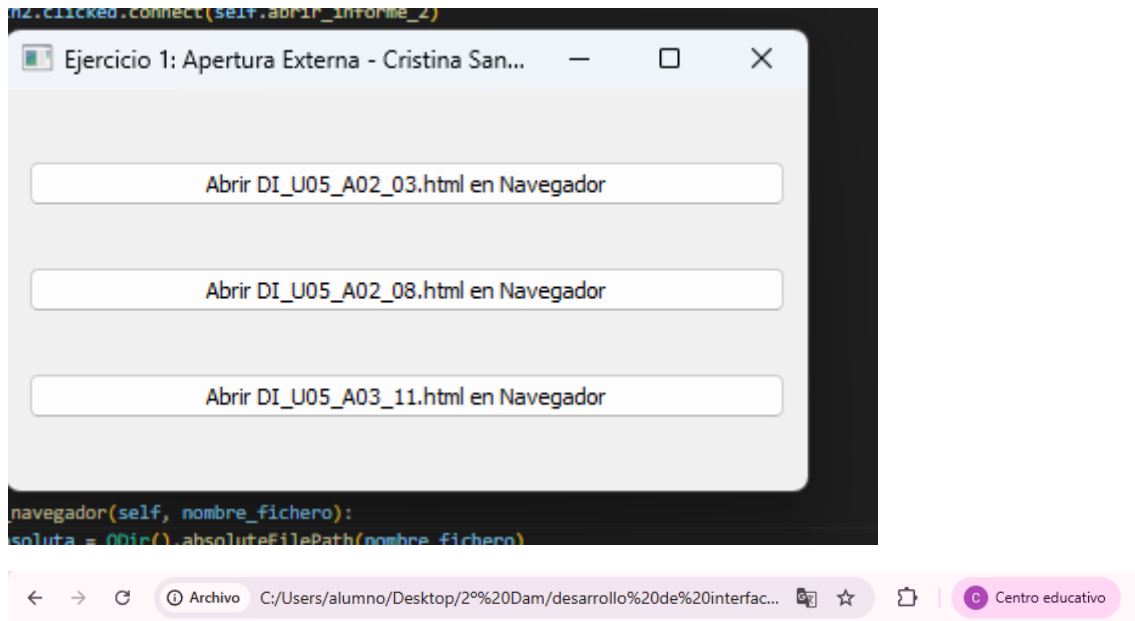 n2.clicked.connect(self.abrir_informe_2)
Ejercicio 1: Apertura Externa - Cristina San...
Abrir DI_U05_A02_03.html en Navegador
Abrir DI_U05_A02_08.html en Navegador
Abrir DI_U05_A03_11.html en Navegador
_navegador(self, nombre_fichero):
soluta = QDir().absoluteFilePath(nombre_fichero)
Archivo C:/Users/alumno/Desktop/2º%20Dam/desarrollo%20de%20interfac... C Centro educativo